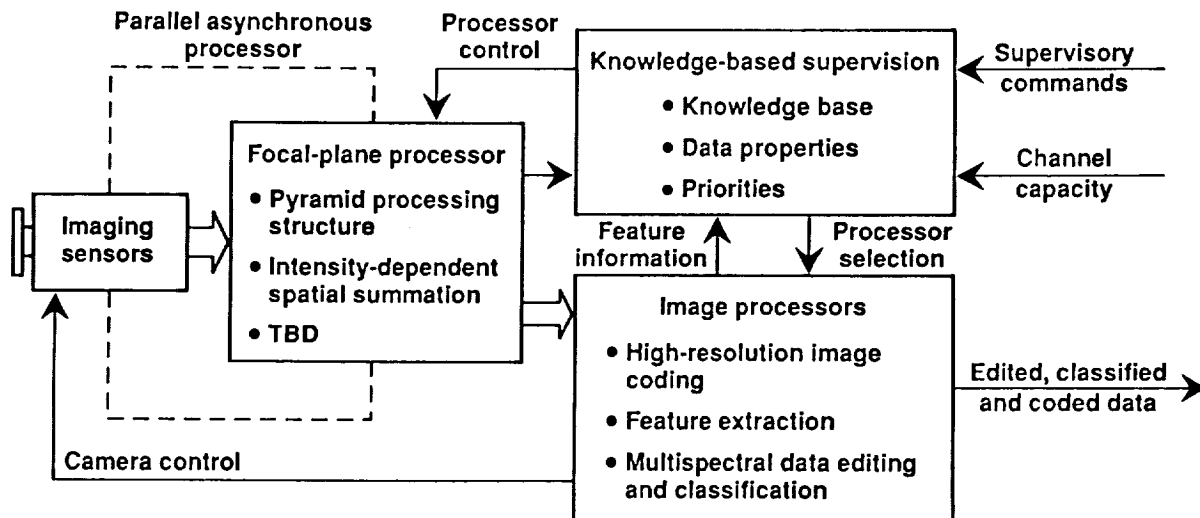 Parallel asynchronous
processor
Processor
control
Knowledge-based supervision
• Knowledge base
• Data properties
• Priorities
Supervisory
commands
Channel
capacity
Focal-plane processor
• Pyramid processing
structure
• Intensity-dependent
spatial summation
• TBD
Imaging
sensors
Feature
information
Processor
selection
Image processors
• High-resolution image
coding
• Feature extraction
• Multispectral data editing
and classification
Edited, classified
and coded data
Camera control